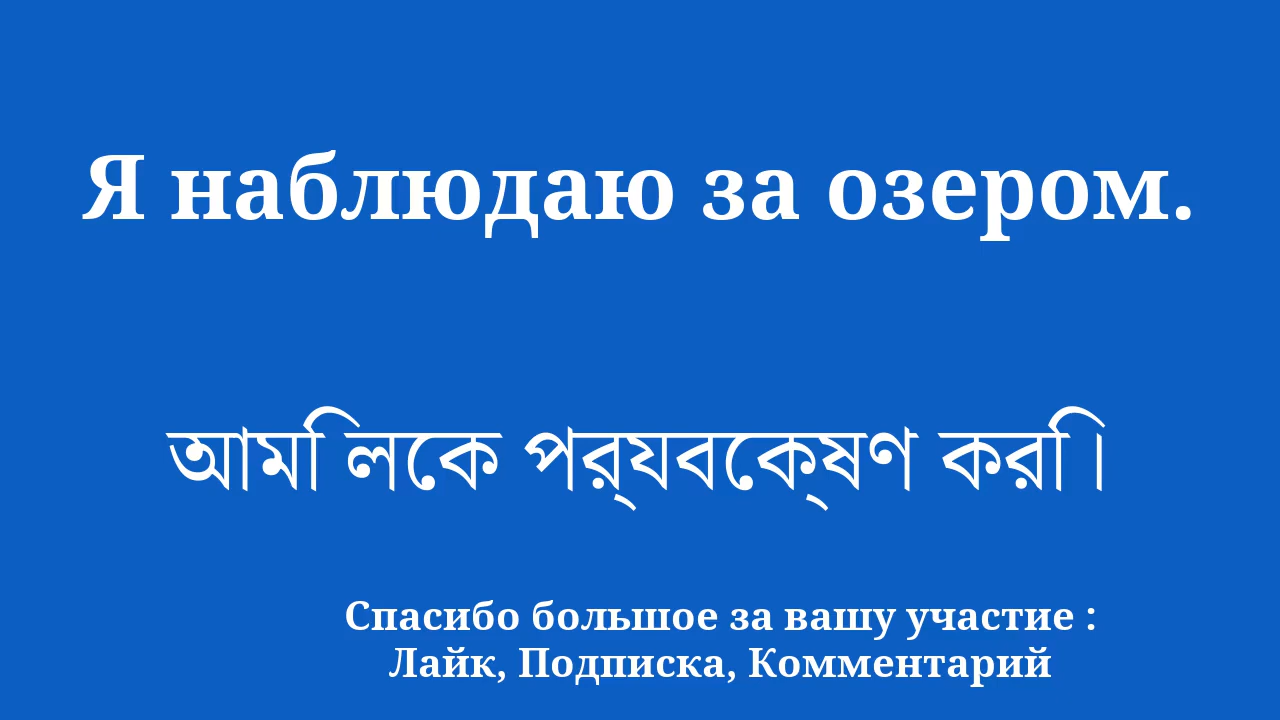 Я наблюдаю за озером.
আমি লেক পর্যবেক্ষণ করি।
Спасибо большое за вашу участие :
Лайк, Подписка, Комментарий